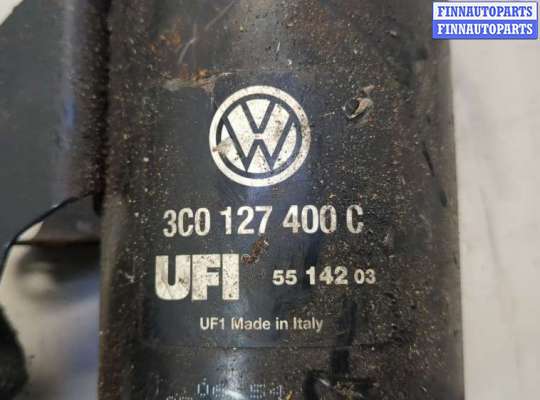 FINNAUTOPARTS
FINNAUTOPARTS
3C0 127 400 C
UFI 55 142 03
UF1 Made in Italy